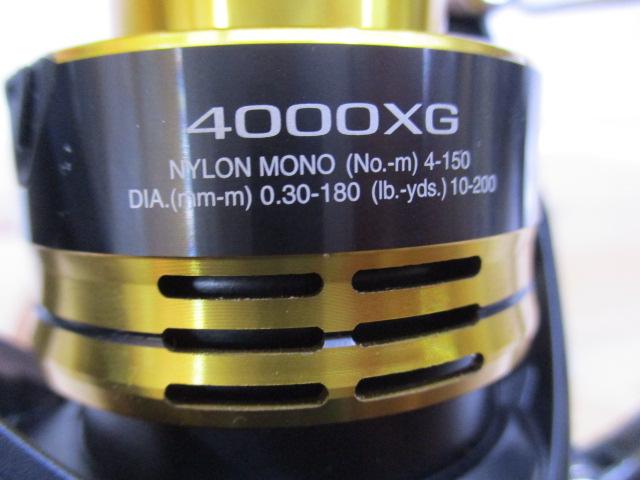 4000XG
NYLON MONO (No.-m) 4-150
DIA.(mm-m) 0.30-180 (lb.-yds.) 10-200